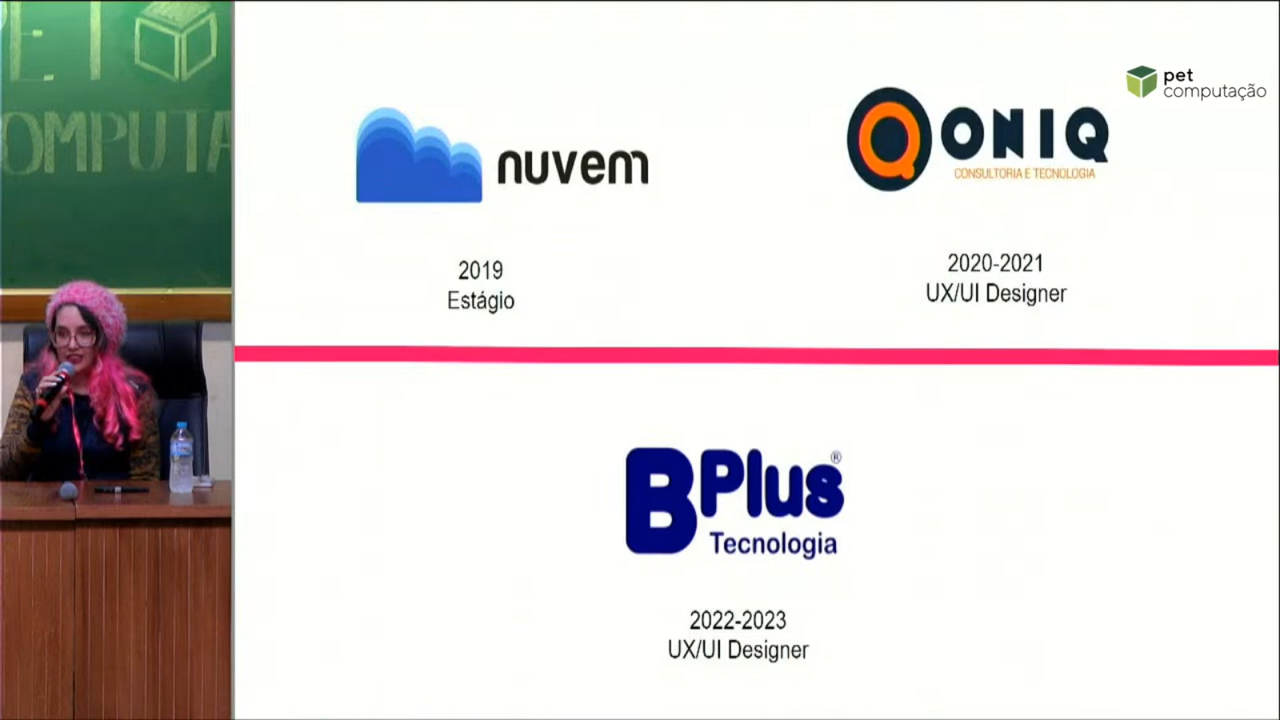 PET
COMPUTA
pet
computação
nuvem
2019
Estágio
QONIQ
CONSULTORIA E TECNOLOGIA
2020-2021
UX/UI Designer
BPlus®
Tecnologia
2022-2023
UX/UI Designer